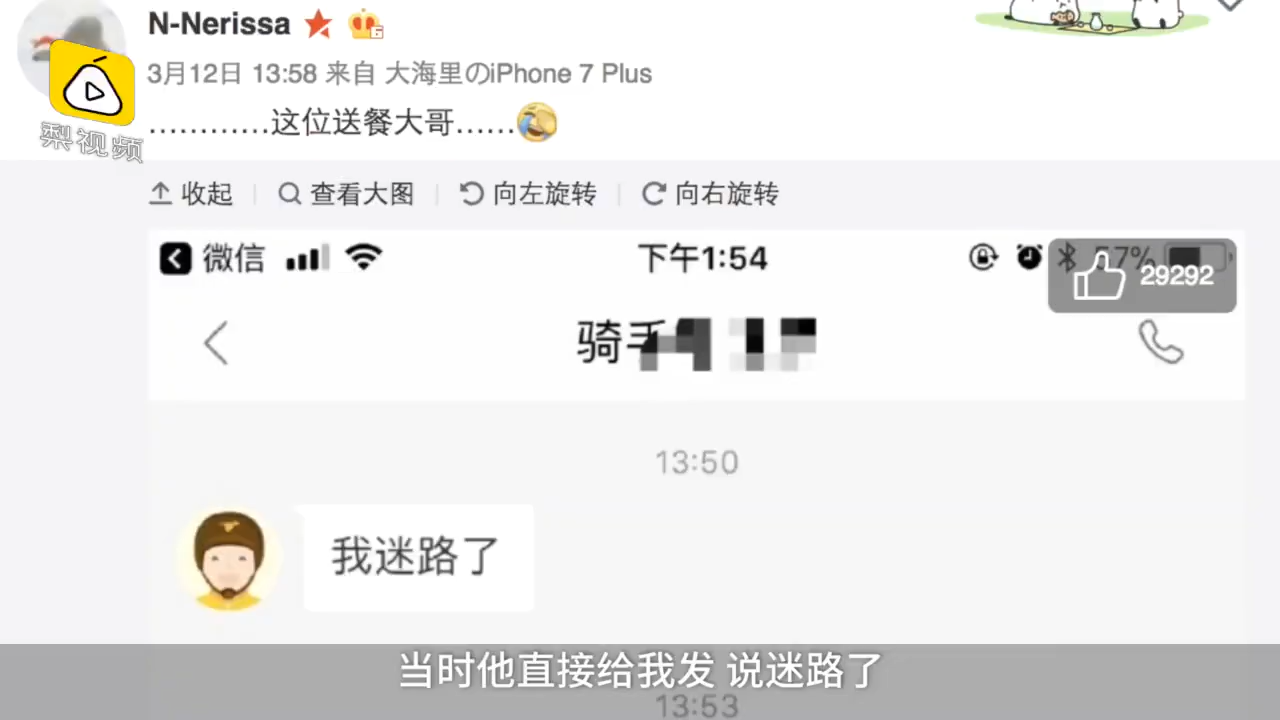 N-Nerissa
3月12日 13:58 来自 大海里のiPhone 7 Plus
…………这位送餐大哥……
梨视频
收起 查看大图 向左旋转 向右旋转
微信 下午1:54 57%
29292
骑手
13:50
我迷路了
当时他直接给我发 说迷路了
13:53